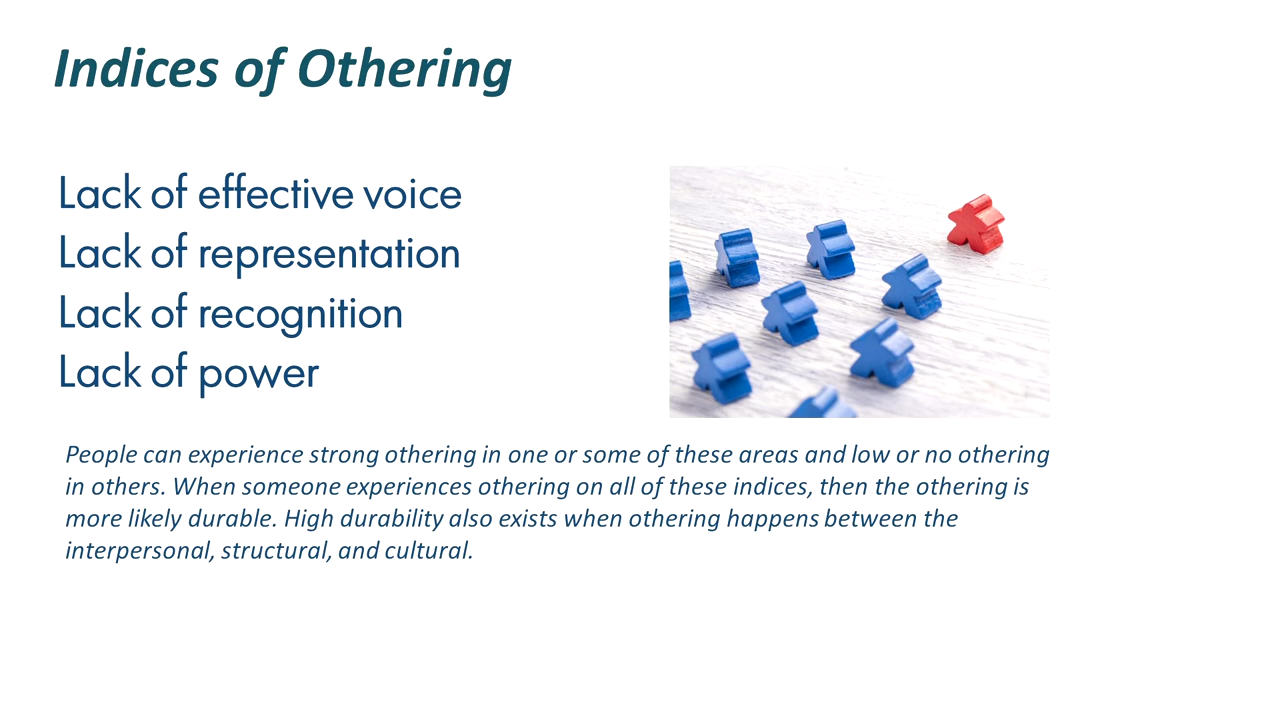 Indices of Othering
Lack of effective voice
Lack of representation
Lack of recognition
Lack of power
People can experience strong othering in one or some of these areas and low or no othering
in others. When someone experiences othering on all of these indices, then the othering is
more likely durable. High durability also exists when othering happens between the
interpersonal, structural, and cultural.